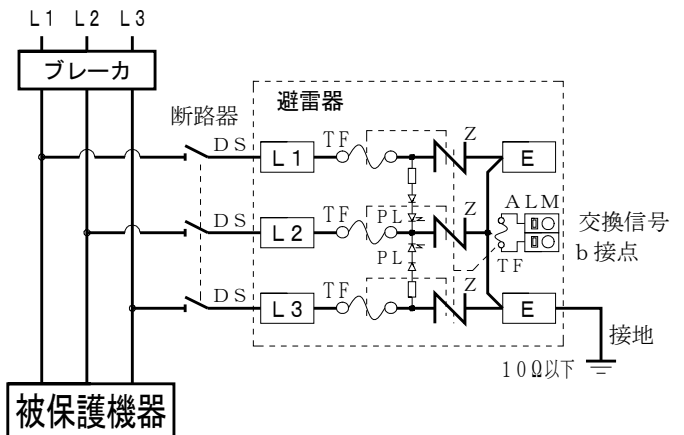 L1 L2 L3
ブレーカ
避雷器
断路器
DS L1 TF Z E
DS L2 TF PL Z ALM
交換信号
b接点
PL TF
DS L3 TF Z E
接地
10Ω以下
被保護機器